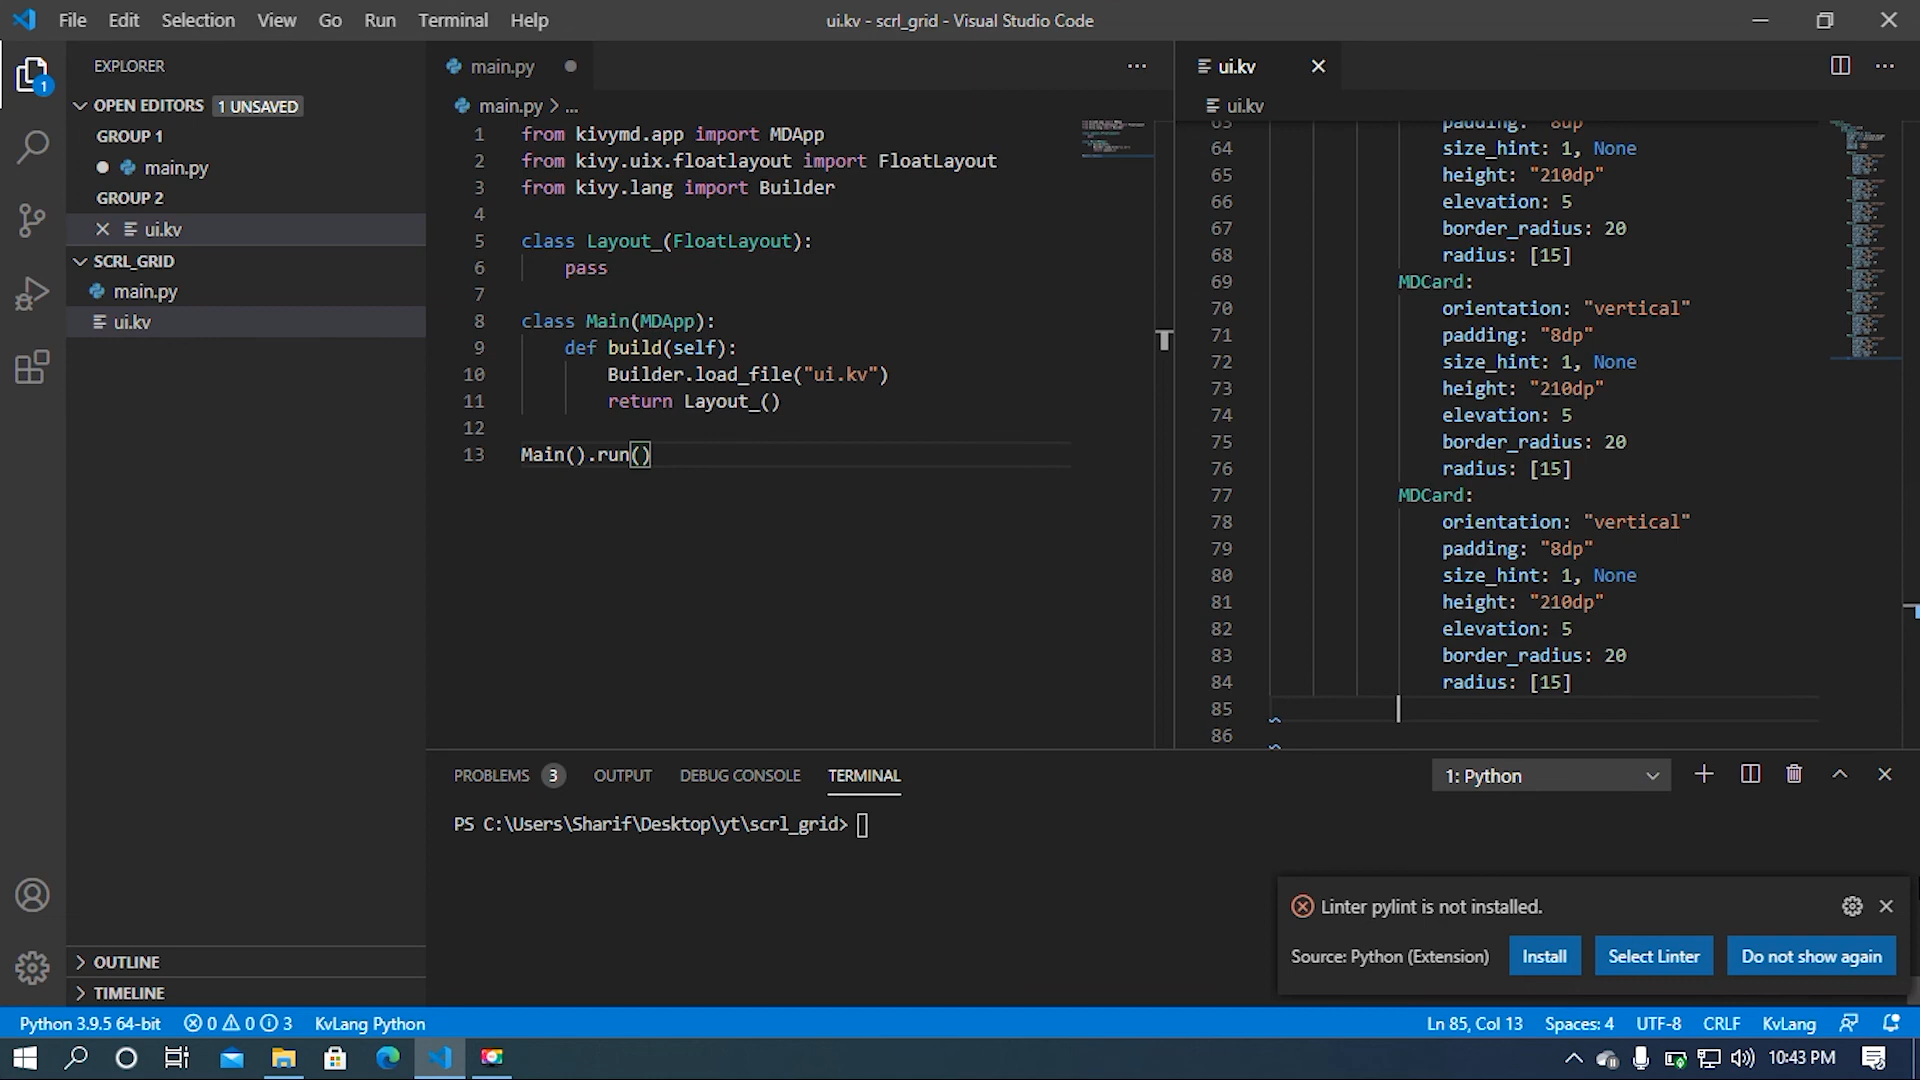 File Edit Selection View Go Run Terminal Help
ui.kv - scrl_grid - Visual Studio Code
EXPLORER
1
OPEN EDITORS 1 UNSAVED
GROUP 1
main.py
GROUP 2
ui.kv
SCRL_GRID
main.py
ui.kv
OUTLINE
TIMELINE
main.py
main.py > ...
1 from kivymd.app import MDApp
2 from kivy.uix.floatlayout import FloatLayout
3 from kivy.lang import Builder
4
5 class Layout_(FloatLayout):
6 pass
7
8 class Main(MDApp):
9 def build(self):
10 Builder.load_file("ui.kv")
11 return Layout_()
12
13 Main().run()
ui.kv
ui.kv
63 padding: "8dp"
64 size_hint: 1, None
65 height: "210dp"
66 elevation: 5
67 border_radius: 20
68 radius: [15]
69 MDCard:
70 orientation: "vertical"
71 padding: "8dp"
72 size_hint: 1, None
73 height: "210dp"
74 elevation: 5
75 border_radius: 20
76 radius: [15]
77 MDCard:
78 orientation: "vertical"
79 padding: "8dp"
80 size_hint: 1, None
81 height: "210dp"
82 elevation: 5
83 border_radius: 20
84 radius: [15]
85
86
PROBLEMS 3 OUTPUT DEBUG CONSOLE TERMINAL
1: Python
PS C:\Users\Sharif\Desktop\yt\scrl_grid>
Linter pylint is not installed.
Source: Python (Extension)
Install
Select Linter
Do not show again
Python 3.9.5 64-bit 0 0 3 KvLang Python
Ln 85, Col 13 Spaces: 4 UTF-8 CRLF KvLang
10:43 PM